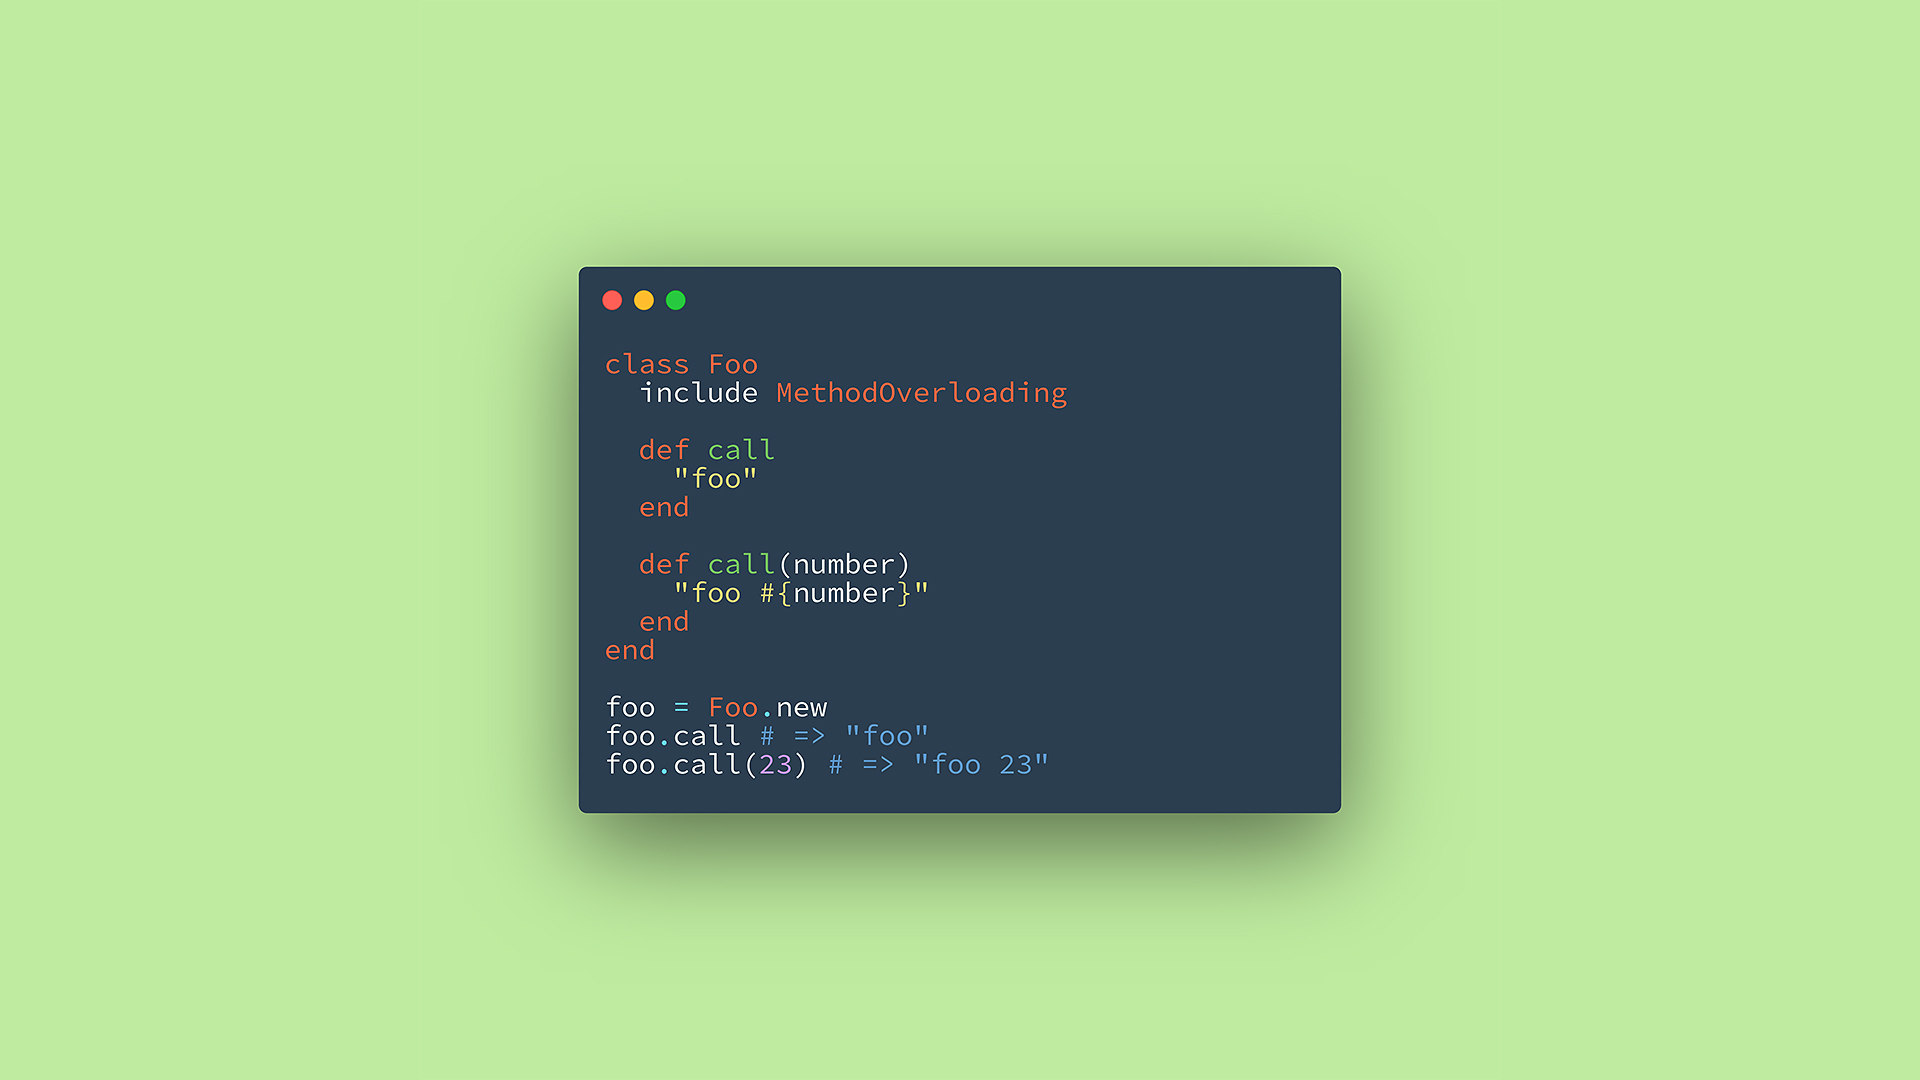 class Foo
  include MethodOverloading

  def call
    "foo"
  end

  def call(number)
    "foo #{number}"
  end
end

foo = Foo.new
foo.call # => "foo"
foo.call(23) # => "foo 23"